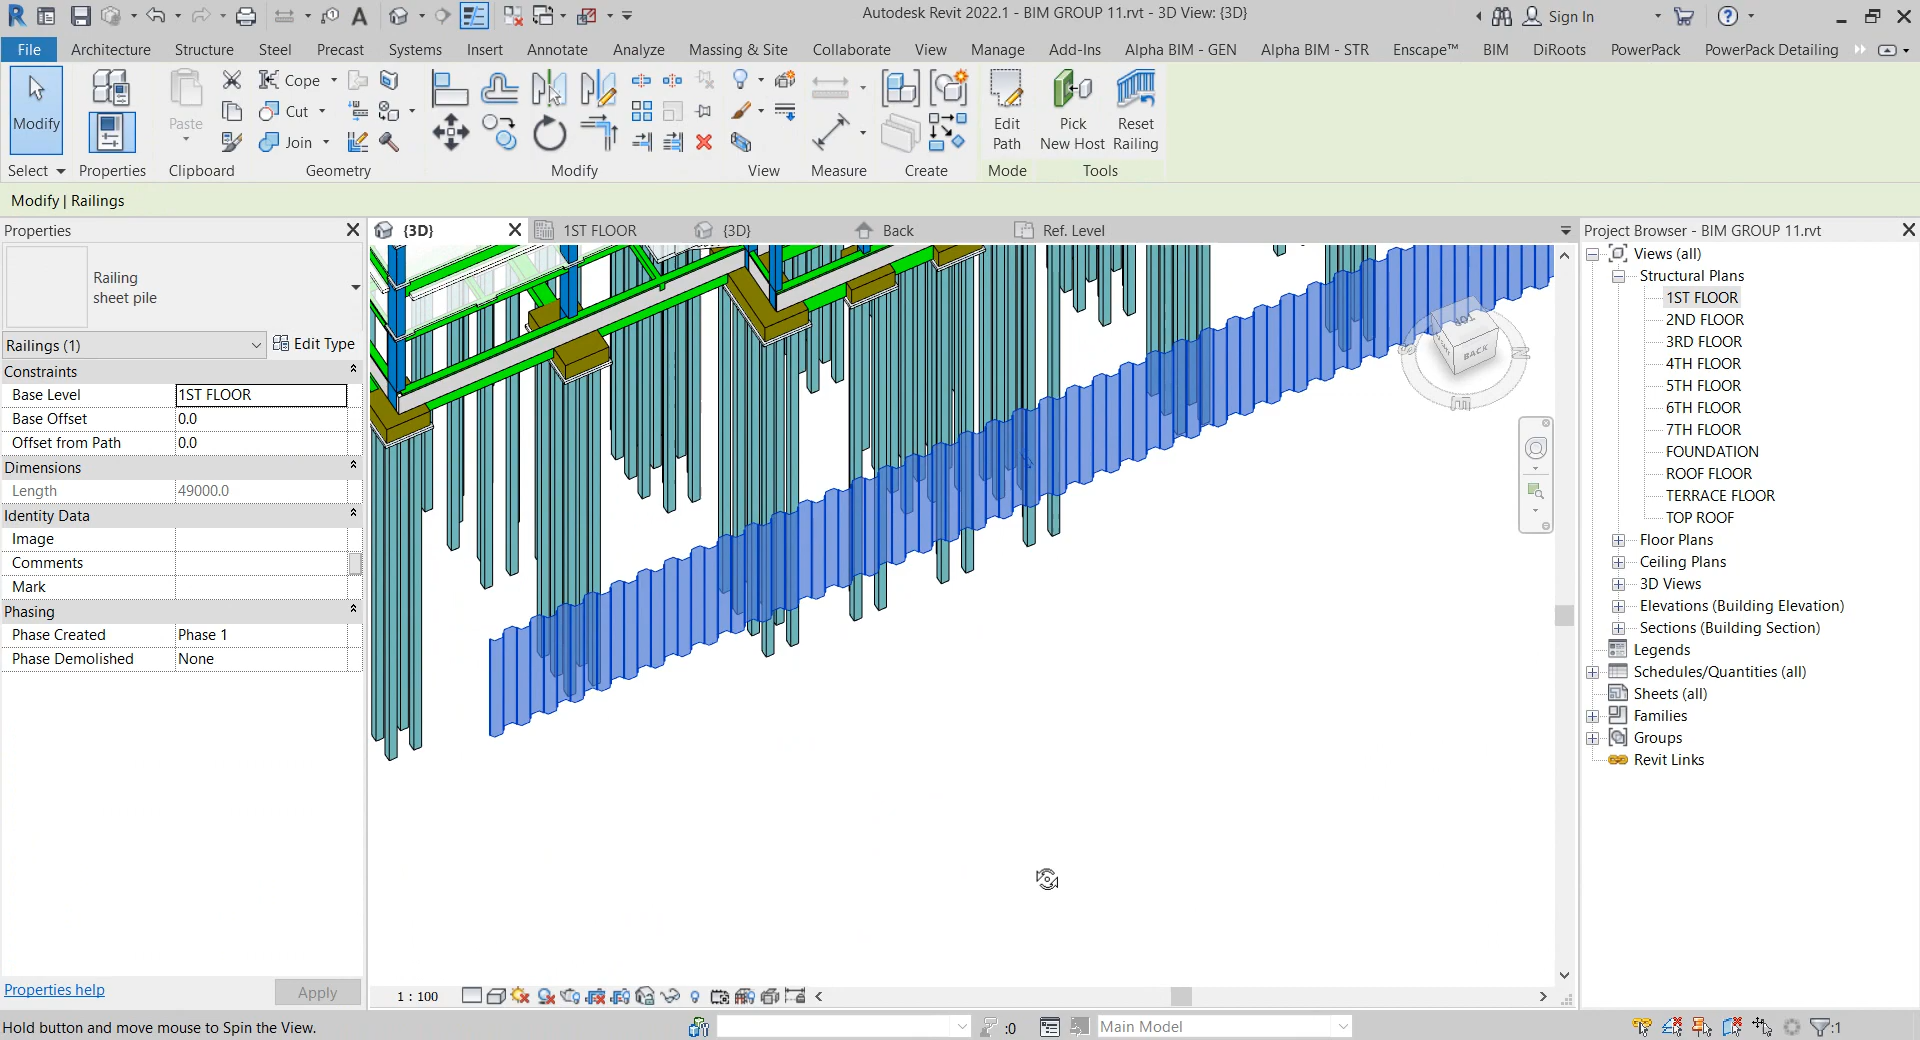 Autodesk Revit 2022.1 - BIM GROUP 11.rvt - 3D View: {3D}
Sign In
File Architecture Structure Steel Precast Systems Insert Annotate Analyze Massing & Site Collaborate View Manage Add-Ins Alpha BIM - GEN Alpha BIM - STR Enscape™ BIM DiRoots PowerPack PowerPack Detailing
Modify
Paste
Cope
Cut
Join
Edit Path
Pick New Host
Reset Railing
Select Properties Clipboard Geometry Modify View Measure Create Mode Tools
Modify | Railings
Properties
{3D} 1ST FLOOR {3D} Back Ref. Level
Project Browser - BIM GROUP 11.rvt
Railing
sheet pile
Railings (1) Edit Type
Constraints
Base Level 1ST FLOOR
Base Offset 0.0
Offset from Path 0.0
Dimensions
Length 49000.0
Identity Data
Image
Comments
Mark
Phasing
Phase Created Phase 1
Phase Demolished None
Properties help Apply
BACK
Views (all)
Structural Plans
1ST FLOOR
2ND FLOOR
3RD FLOOR
4TH FLOOR
5TH FLOOR
6TH FLOOR
7TH FLOOR
FOUNDATION
ROOF FLOOR
TERRACE FLOOR
TOP ROOF
Floor Plans
Ceiling Plans
3D Views
Elevations (Building Elevation)
Sections (Building Section)
Legends
Schedules/Quantities (all)
Sheets (all)
Families
Groups
Revit Links
1 : 100
Hold button and move mouse to Spin the View.
:0
Main Model
:1